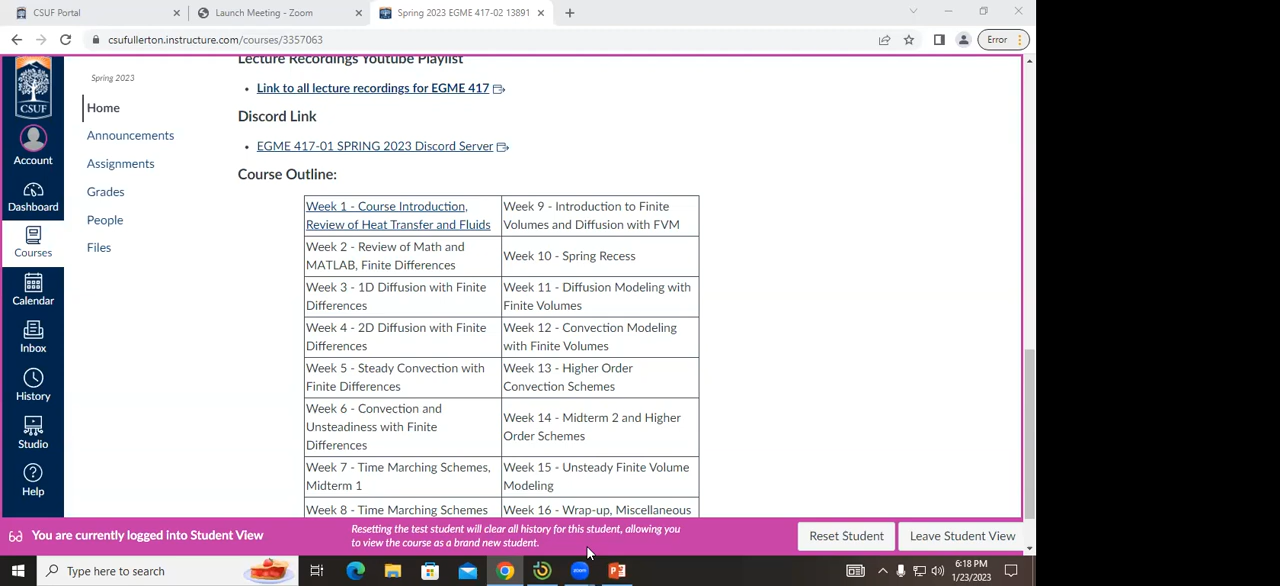 CSUF Portal
Launch Meeting - Zoom
Spring 2023 EGME 417-02 13891
csufullerton.instructure.com/courses/3357063
Error
CSUF
Account
Dashboard
Courses
Calendar
Inbox
History
Studio
Help
Spring 2023
Home
Announcements
Assignments
Grades
People
Files
Lecture Recordings Youtube Playlist
Link to all lecture recordings for EGME 417
Discord Link
EGME 417-01 SPRING 2023 Discord Server
Course Outline:
Week 1 - Course Introduction,
Review of Heat Transfer and Fluids
Week 9 - Introduction to Finite
Volumes and Diffusion with FVM
Week 2 - Review of Math and
MATLAB, Finite Differences
Week 10 - Spring Recess
Week 3 - 1D Diffusion with Finite
Differences
Week 11 - Diffusion Modeling with
Finite Volumes
Week 4 - 2D Diffusion with Finite
Differences
Week 12 - Convection Modeling
with Finite Volumes
Week 5 - Steady Convection with
Finite Differences
Week 13 - Higher Order
Convection Schemes
Week 6 - Convection and
Unsteadiness with Finite
Differences
Week 14 - Midterm 2 and Higher
Order Schemes
Week 7 - Time Marching Schemes,
Midterm 1
Week 15 - Unsteady Finite Volume
Modeling
Week 8 - Time Marching Schemes
Week 16 - Wrap-up, Miscellaneous
You are currently logged into Student View
Resetting the test student will clear all history for this student, allowing you
to view the course as a brand new student.
Reset Student
Leave Student View
Type here to search
zoom
6:18 PM
1/23/2023